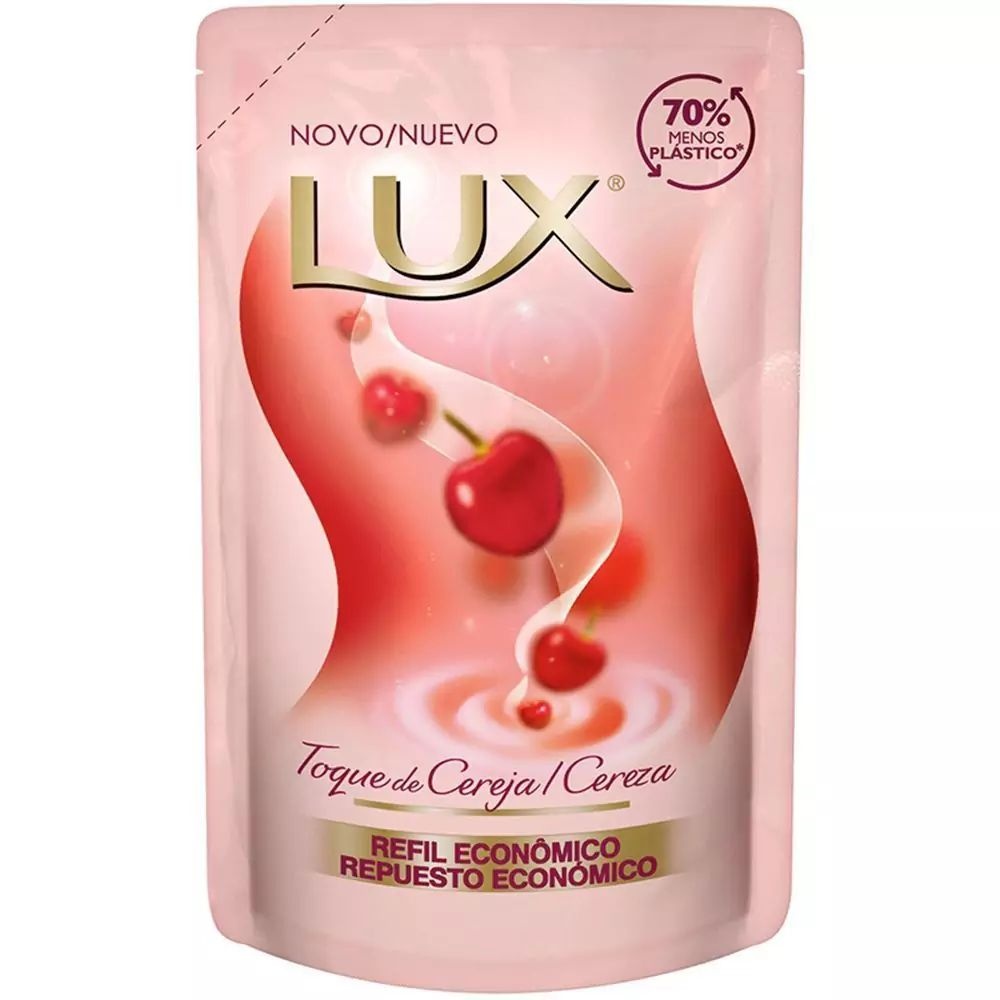 NOVO/NUEVO
LUX®
70%
MENOS
PLÁSTICO*
Toque de Cereja / Cereza
REFIL ECONÔMICO
REPUESTO ECONÓMICO